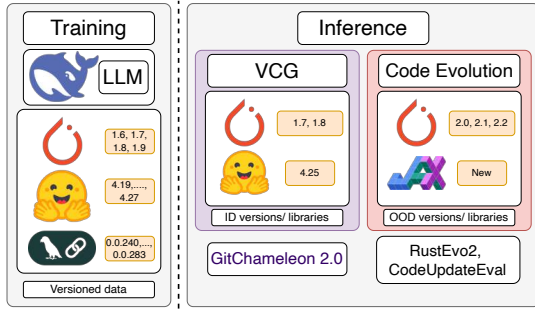 Training
LLM
1.6, 1.7,
1.8, 1.9
4.19,....,
4.27
0.0.240,...,
0.0.283
Versioned data
Inference
VCG
1.7, 1.8
4.25
ID versions/ libraries
GitChameleon 2.0
Code Evolution
2.0, 2.1, 2.2
JAX
New
OOD versions/ libraries
RustEvo2,
CodeUpdateEval